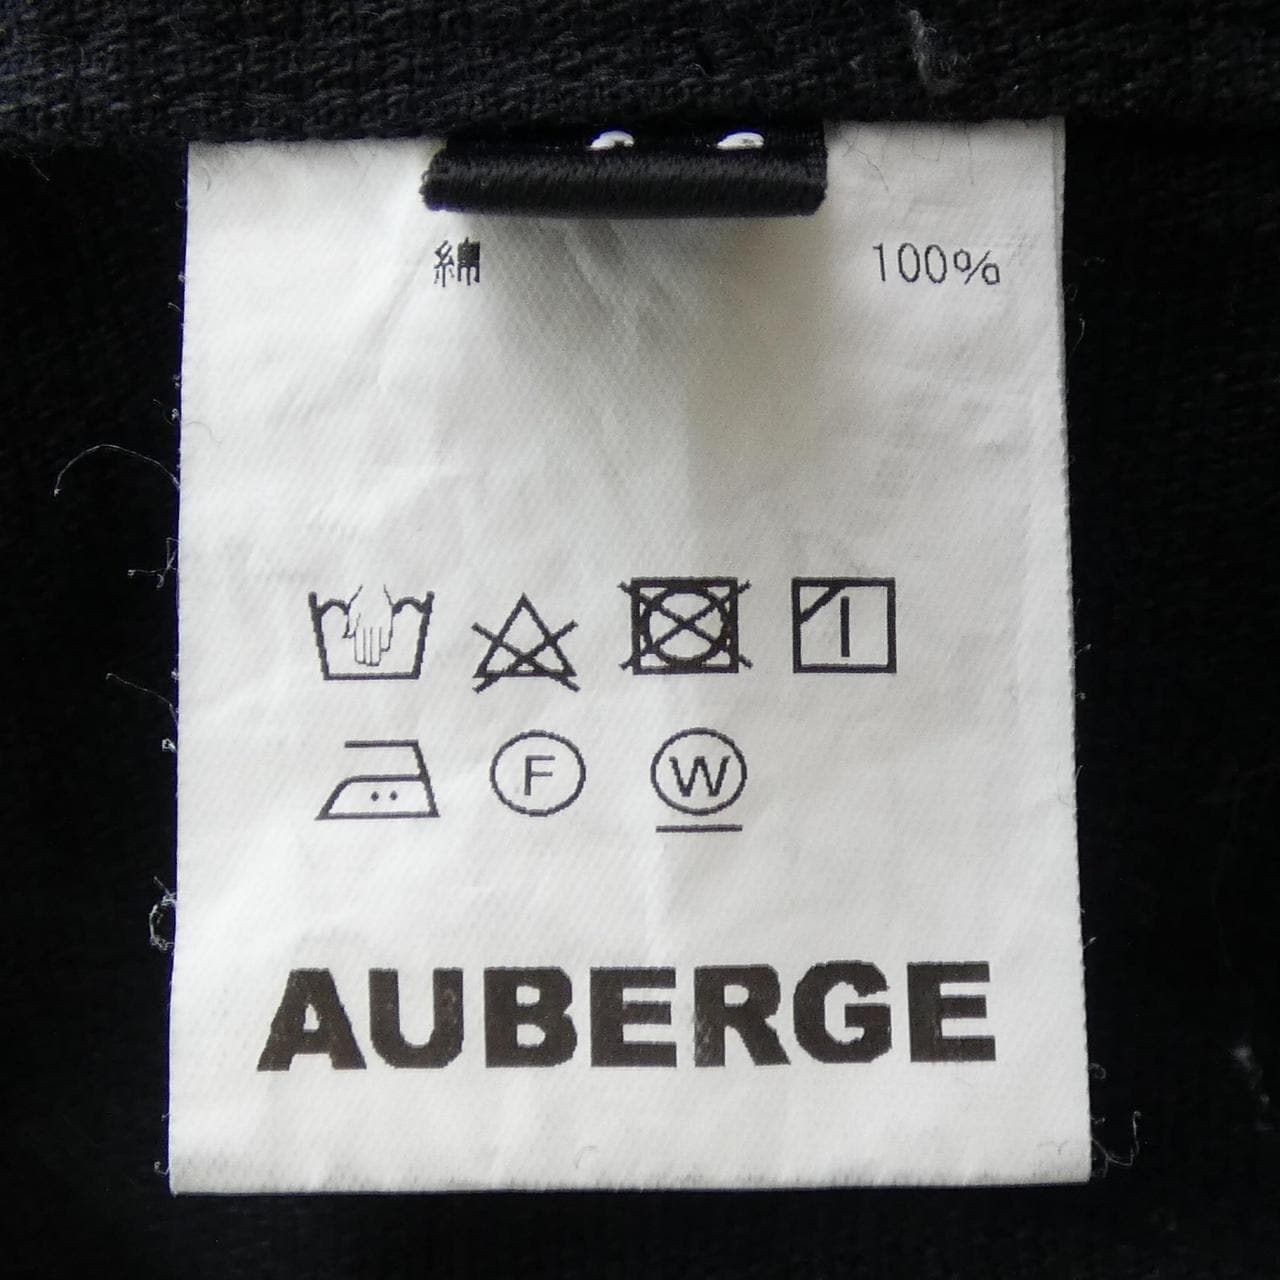 綿 100%
F W
AUBERGE